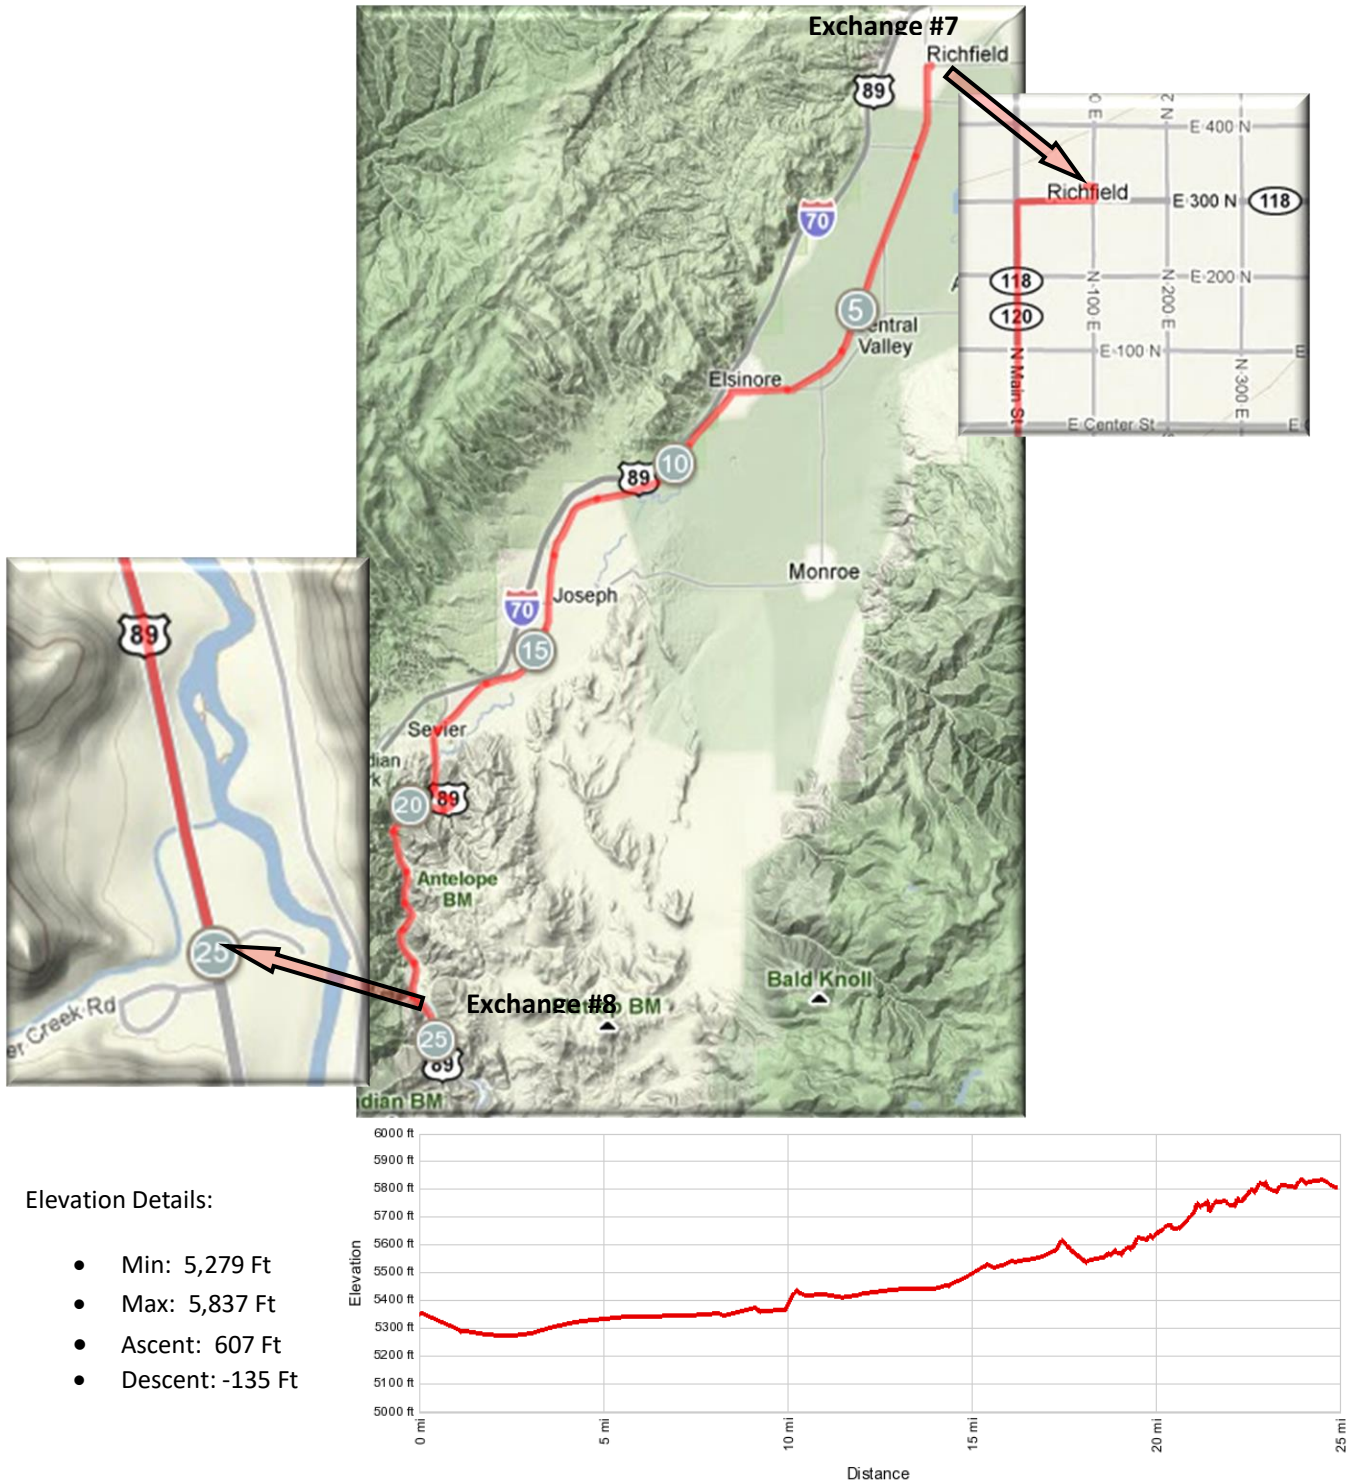 Exchange #7
Richfield
89
70
5
Central
Valley
Elsinore
10
89
Monroe
Joseph
70
15
Sevier
20
89
Antelope
BM
Bald Knoll
Exchange #8
BM
25
89
dian BM
E 400 N
Richfield
E 300 N
118
118
120
E 200 N
N 100 E
N 200 E
E 100 N
N Main St
N 300 E
E Center St
89
25
er Creek Rd
Elevation Details:
• Min: 5,279 Ft
• Max: 5,837 Ft
• Ascent: 607 Ft
• Descent: -135 Ft
6000 ft
5900 ft
5800 ft
5700 ft
5600 ft
5500 ft
5400 ft
5300 ft
5200 ft
5100 ft
5000 ft
Elevation
0 mi
5 mi
10 mi
15 mi
20 mi
25 mi
Distance